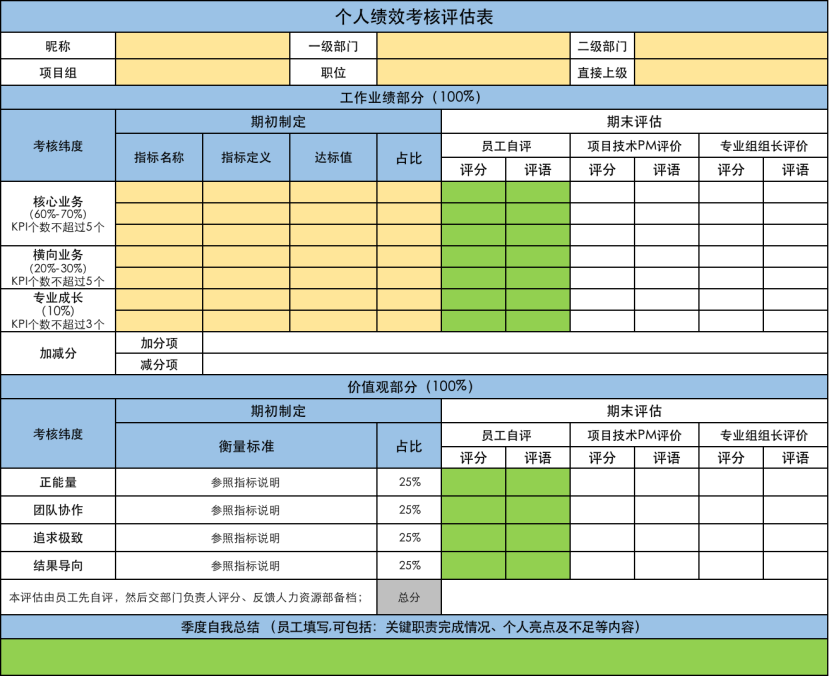 个人绩效考核评估表
昵称 一级部门 二级部门
项目组 职位 直接上级
工作业绩部分（100%）
考核纬度 期初制定 期末评估
指标名称 指标定义 达标值 占比 员工自评 项目技术PM评价 专业组组长评价
评分 评语 评分 评语 评分 评语
核心业务
(60%-70%)
KPI个数不超过5个
横向业务
(20%-30%)
KPI个数不超过5个
专业成长
(10%)
KPI个数不超过3个
加减分 加分项
减分项
价值观部分（100%）
考核纬度 期初制定 期末评估
衡量标准 占比 员工自评 项目技术PM评价 专业组组长评价
评分 评语 评分 评语 评分 评语
正能量 参照指标说明 25%
团队协作 参照指标说明 25%
追求极致 参照指标说明 25%
结果导向 参照指标说明 25%
本评估由员工先自评，然后交部门负责人评分、反馈人力资源部备档； 总分
季度自我总结 （员工填写,可包括：关键职责完成情况、个人亮点及不足等内容）